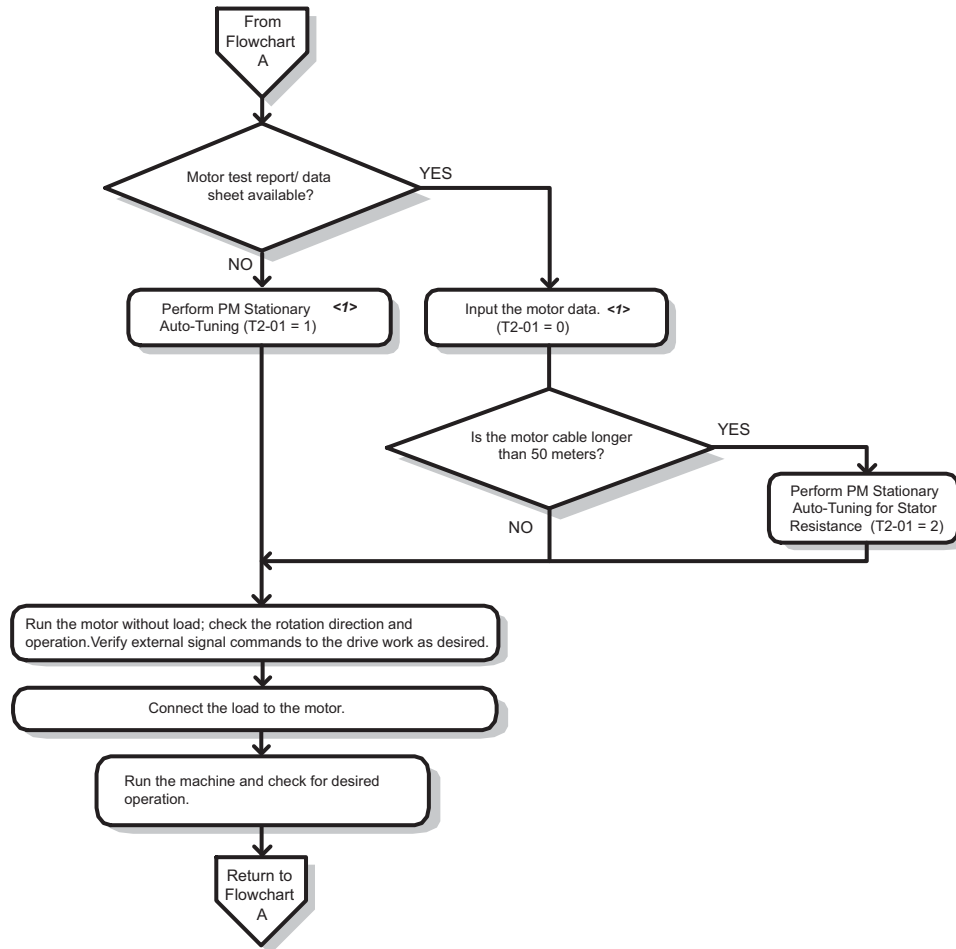 From
Flowchart
A
Motor test report/ data
sheet available?
YES
NO
Perform PM Stationary <1>
Auto-Tuning (T2-01 = 1)
Input the motor data. <1>
(T2-01 = 0)
Is the motor cable longer
than 50 meters?
YES
NO
Perform PM Stationary
Auto-Tuning for Stator
Resistance (T2-01 = 2)
Run the motor without load; check the rotation direction and
operation.Verify external signal commands to the drive work as desired.
Connect the load to the motor.
Run the machine and check for desired
operation.
Return to
Flowchart
A